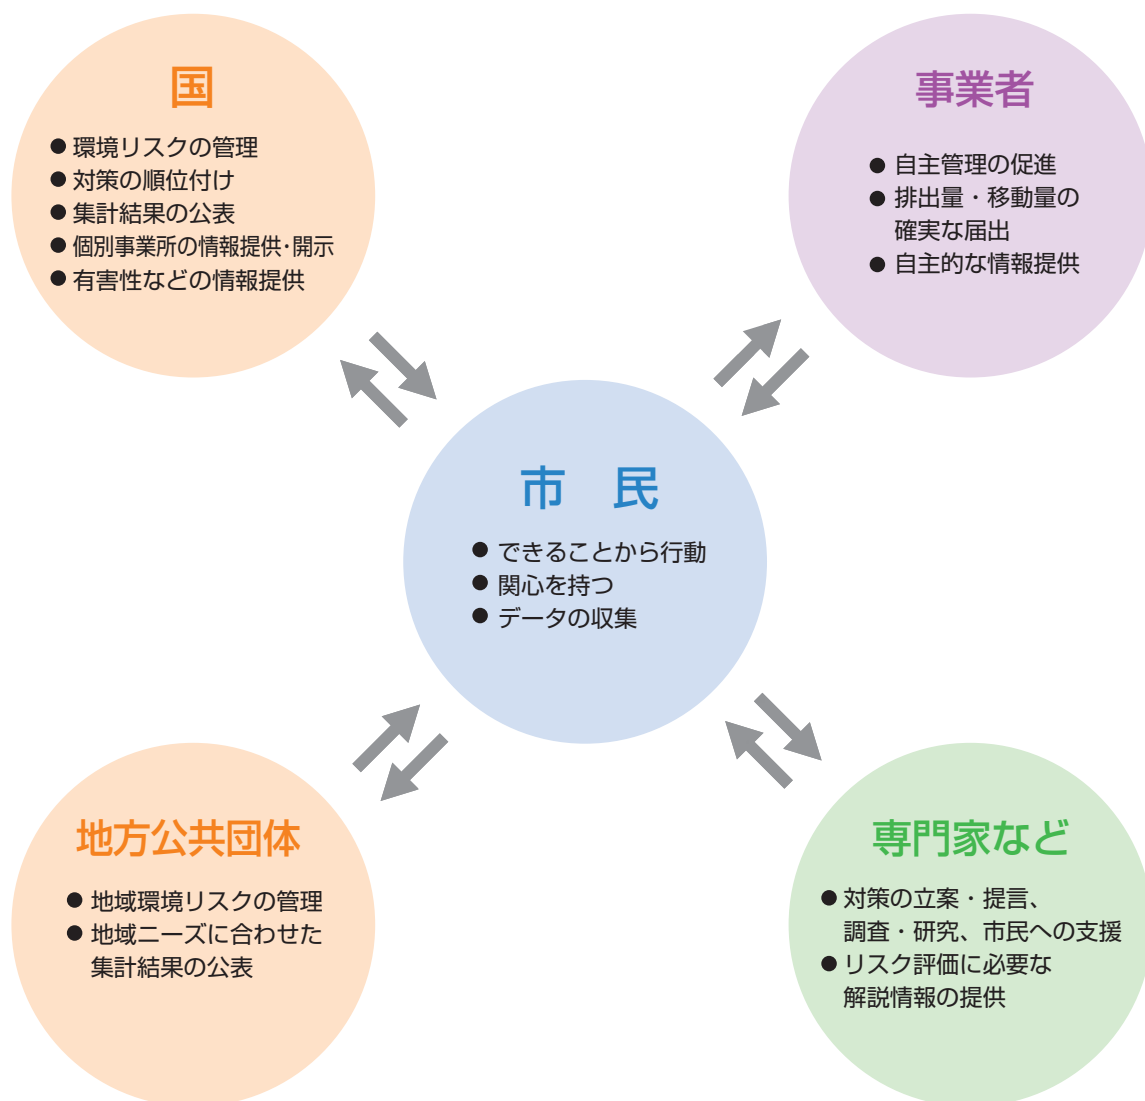 国
● 環境リスクの管理
● 対策の順位付け
● 集計結果の公表
● 個別事業所の情報提供･開示
● 有害性などの情報提供
事業者
● 自主管理の促進
● 排出量・移動量の
確実な届出
● 自主的な情報提供
市　民
● できることから行動
● 関心を持つ
● データの収集
地方公共団体
● 地域環境リスクの管理
● 地域ニーズに合わせた
集計結果の公表
専門家など
● 対策の立案・提言、
調査・研究、市民への支援
● リスク評価に必要な
解説情報の提供